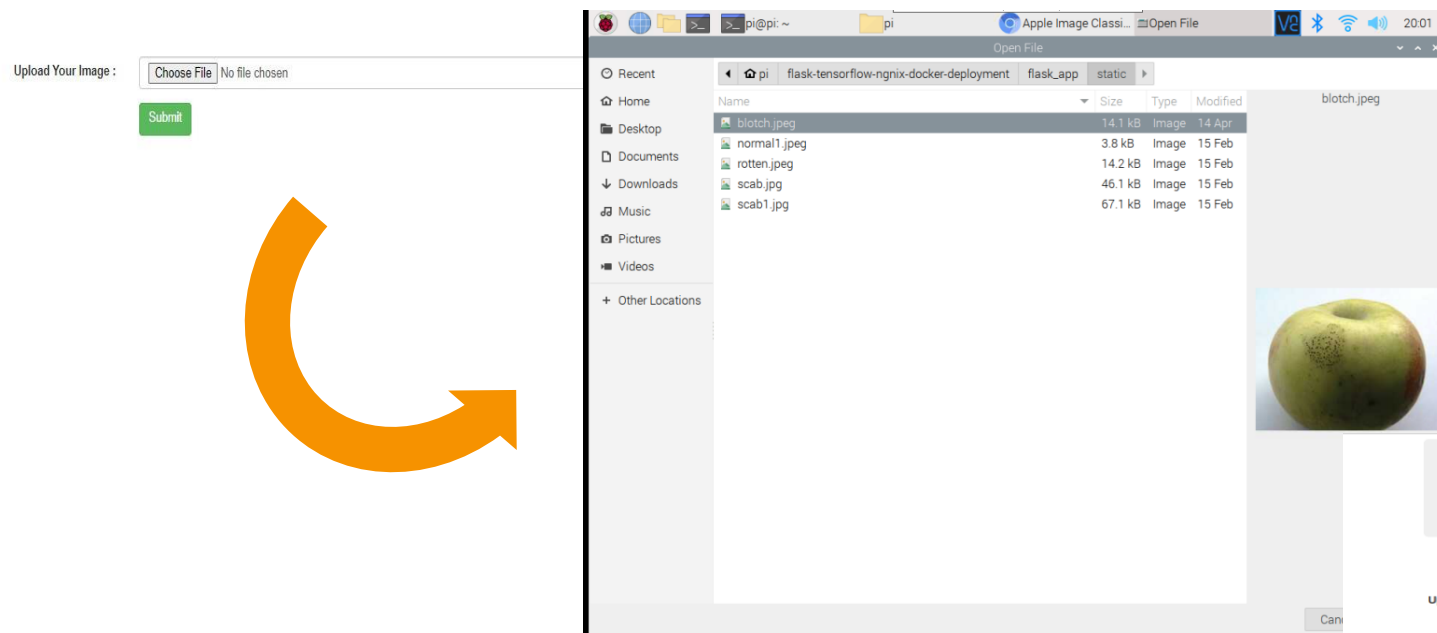 Upload Your Image :
Choose File No file chosen
Submit
pi@pi: ~ pi Apple Image Classi... Open File V2 20:01
Open File
Recent
Home
Desktop
Documents
Downloads
Music
Pictures
Videos
+ Other Locations
pi flask-tensorflow-ngnix-docker-deployment flask_app static
Name Size Type Modified
blotch.jpeg 14.1 kB Image 14 Apr
normal1.jpeg 3.8 kB Image 15 Feb
rotten.jpeg 14.2 kB Image 15 Feb
scab.jpg 46.1 kB Image 15 Feb
scab1.jpg 67.1 kB Image 15 Feb
blotch.jpeg
U
Can